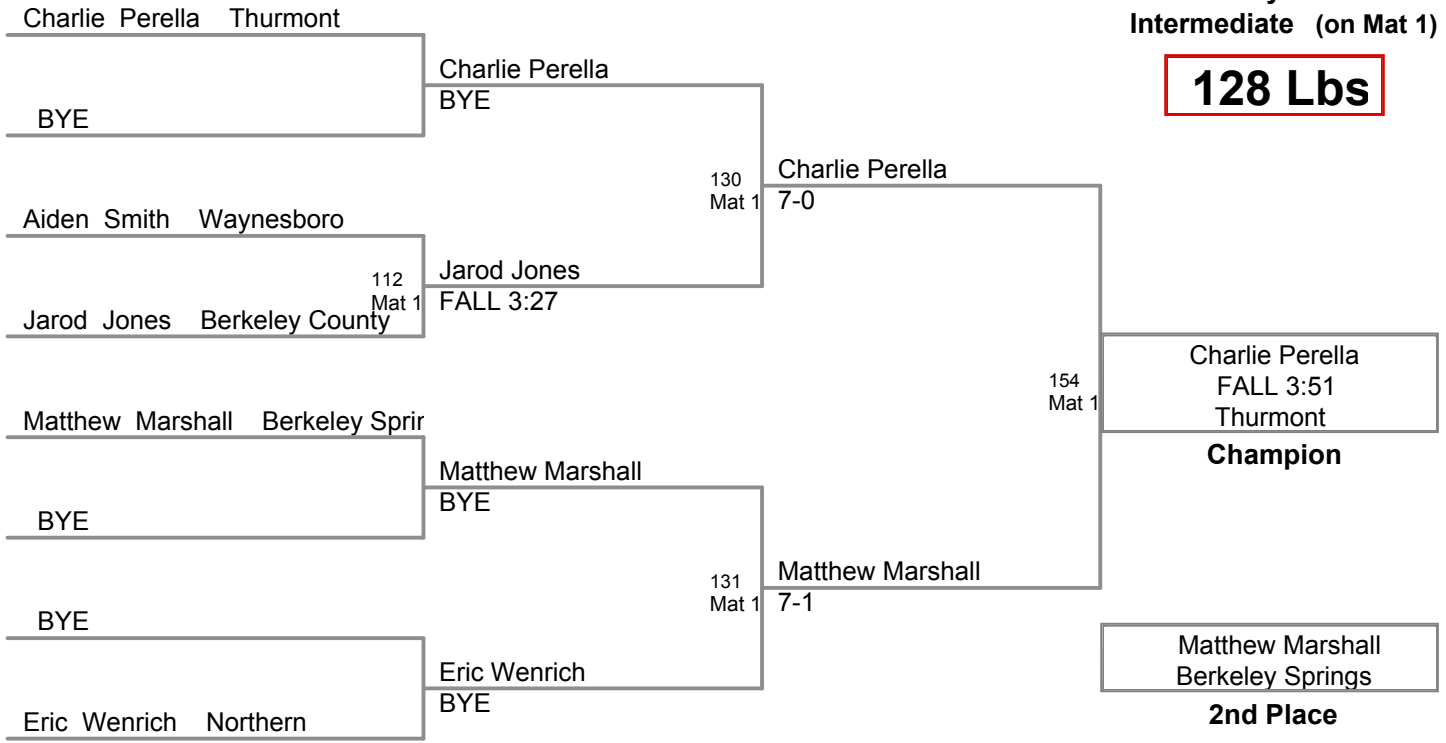 Charlie Perella Thurmont
Intermediate (on Mat 1)
128 Lbs
Charlie Perella
BYE
BYE
Charlie Perella
130
Mat 1
7-0
Aiden Smith Waynesboro
Jarod Jones
112
Mat 1
FALL 3:27
Jarod Jones Berkeley County
Charlie Perella
FALL 3:51
Thurmont
154
Mat 1
Champion
Matthew Marshall Berkeley Sprin
Matthew Marshall
BYE
BYE
Matthew Marshall
131
Mat 1
7-1
BYE
Matthew Marshall
Berkeley Springs
2nd Place
Eric Wenrich
BYE
Eric Wenrich Northern